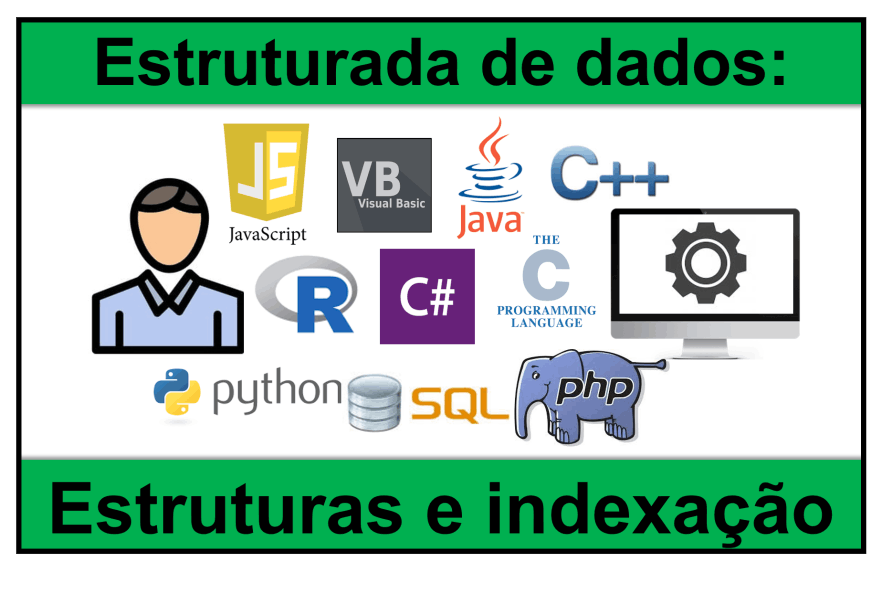 Estruturada de dados:
JS
JavaScript
VB
Visual Basic
Java
C++
R
C#
THE
C
PROGRAMMING
LANGUAGE
python
SQL
php
Estruturas e indexação